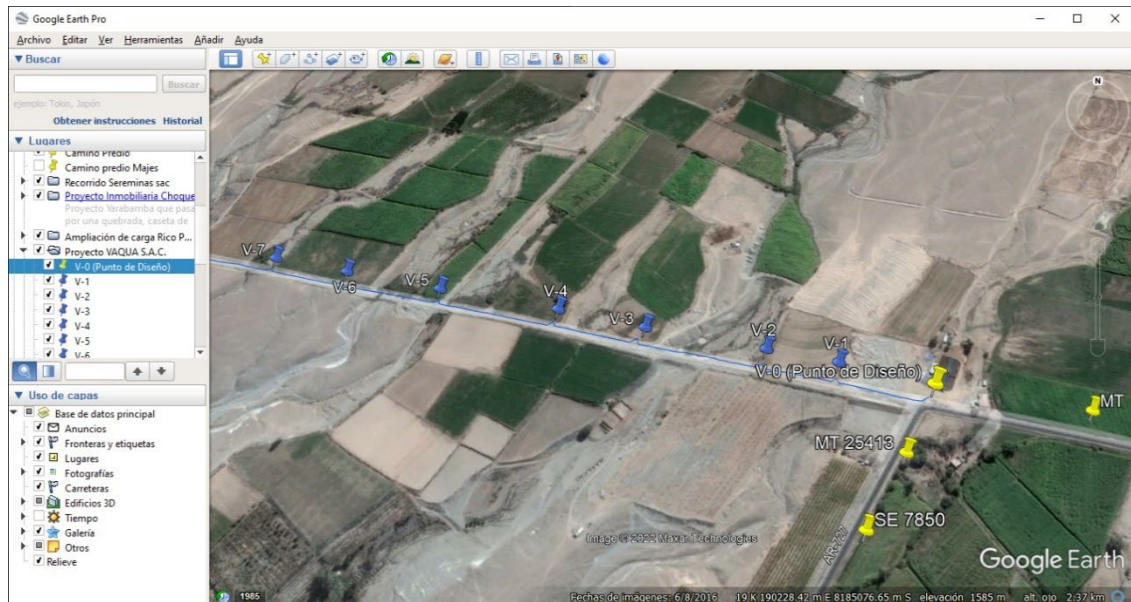 Google Earth Pro
Archivo Editar Ver Herramientas Añadir Ayuda
Buscar
Buscar
ejemplo: Tokio, Japón
Obtener instrucciones Historial
Lugares
Camino Predio
Camino predio Majes
Recorrido Sereminas sac
Proyecto Inmobiliaria Choque
Proyecto Yarabamba que pasa
por una quebrada, caseta de
Ampliación de carga Rico P...
Proyecto VAQUA S.A.C.
V-0 (Punto de Diseño)
V-1
V-2
V-3
V-4
V-5
V-6
Uso de capas
Base de datos principal
Anuncios
Fronteras y etiquetas
Lugares
Fotografías
Carreteras
Edificios 3D
Tiempo
Galería
Otros
Relieve
N
V-7
V-6
V-5
V-4
V-3
V-2
V-1
V-0 (Punto de Diseño)
MT
MT 25413
SE 7850
Image © 2022 Maxar Technologies
Google Earth
1985
Fechas de imágenes: 6/8/2016 19 K 190228.42 m E 8185076.65 m S elevación 1585 m alt. ojo 2.37 km